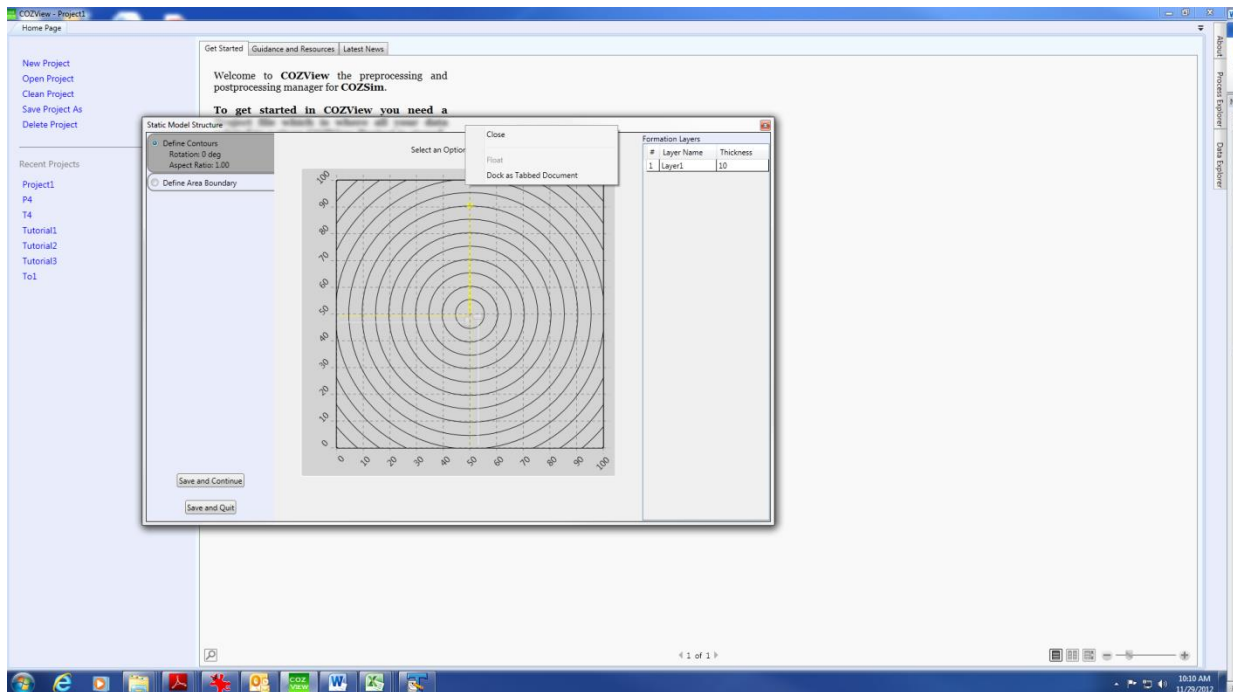 COZView - Project1
Home Page
New Project
Open Project
Clean Project
Save Project As
Delete Project
Recent Projects
Project1
P4
T4
Tutorial1
Tutorial2
Tutorial3
To1
Get Started
Guidance and Resources
Latest News
Welcome to COZView the preprocessing and
postprocessing manager for COZSim.
To get started in COZView you need a
Static Model Structure
Define Contours
Rotation: 0 deg
Aspect Ratio: 1.00
Define Area Boundary
Save and Continue
Save and Quit
Select an Option
Close
Float
Dock as Tabbed Document
100
90
80
70
60
50
40
30
20
10
0
0 10 20 30 40 50 60 70 80 90 100
Formation Layers
# Layer Name Thickness
1 Layer1 10
About
Process Explorer
Data Explorer
1 of 1
COZ
VIEW
10:10 AM
11/29/2012